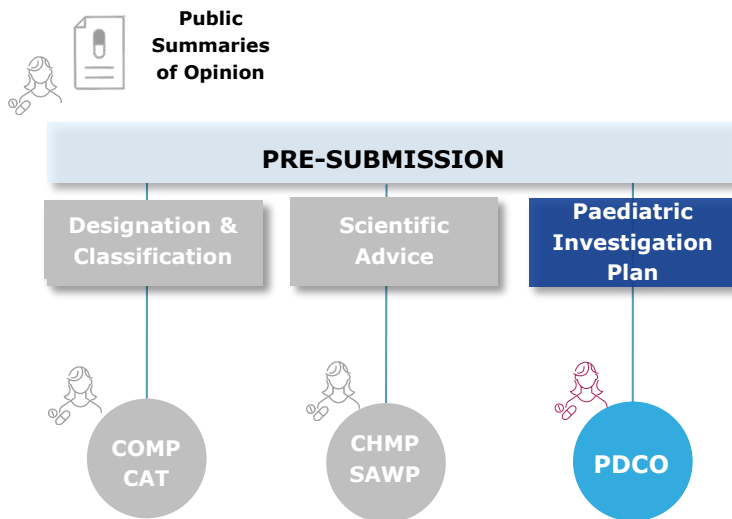 Public
Summaries
of Opinion
PRE-SUBMISSION
Designation &
Classification
Scientific
Advice
Paediatric
Investigation
Plan
COMP
CAT
CHMP
SAWP
PDCO